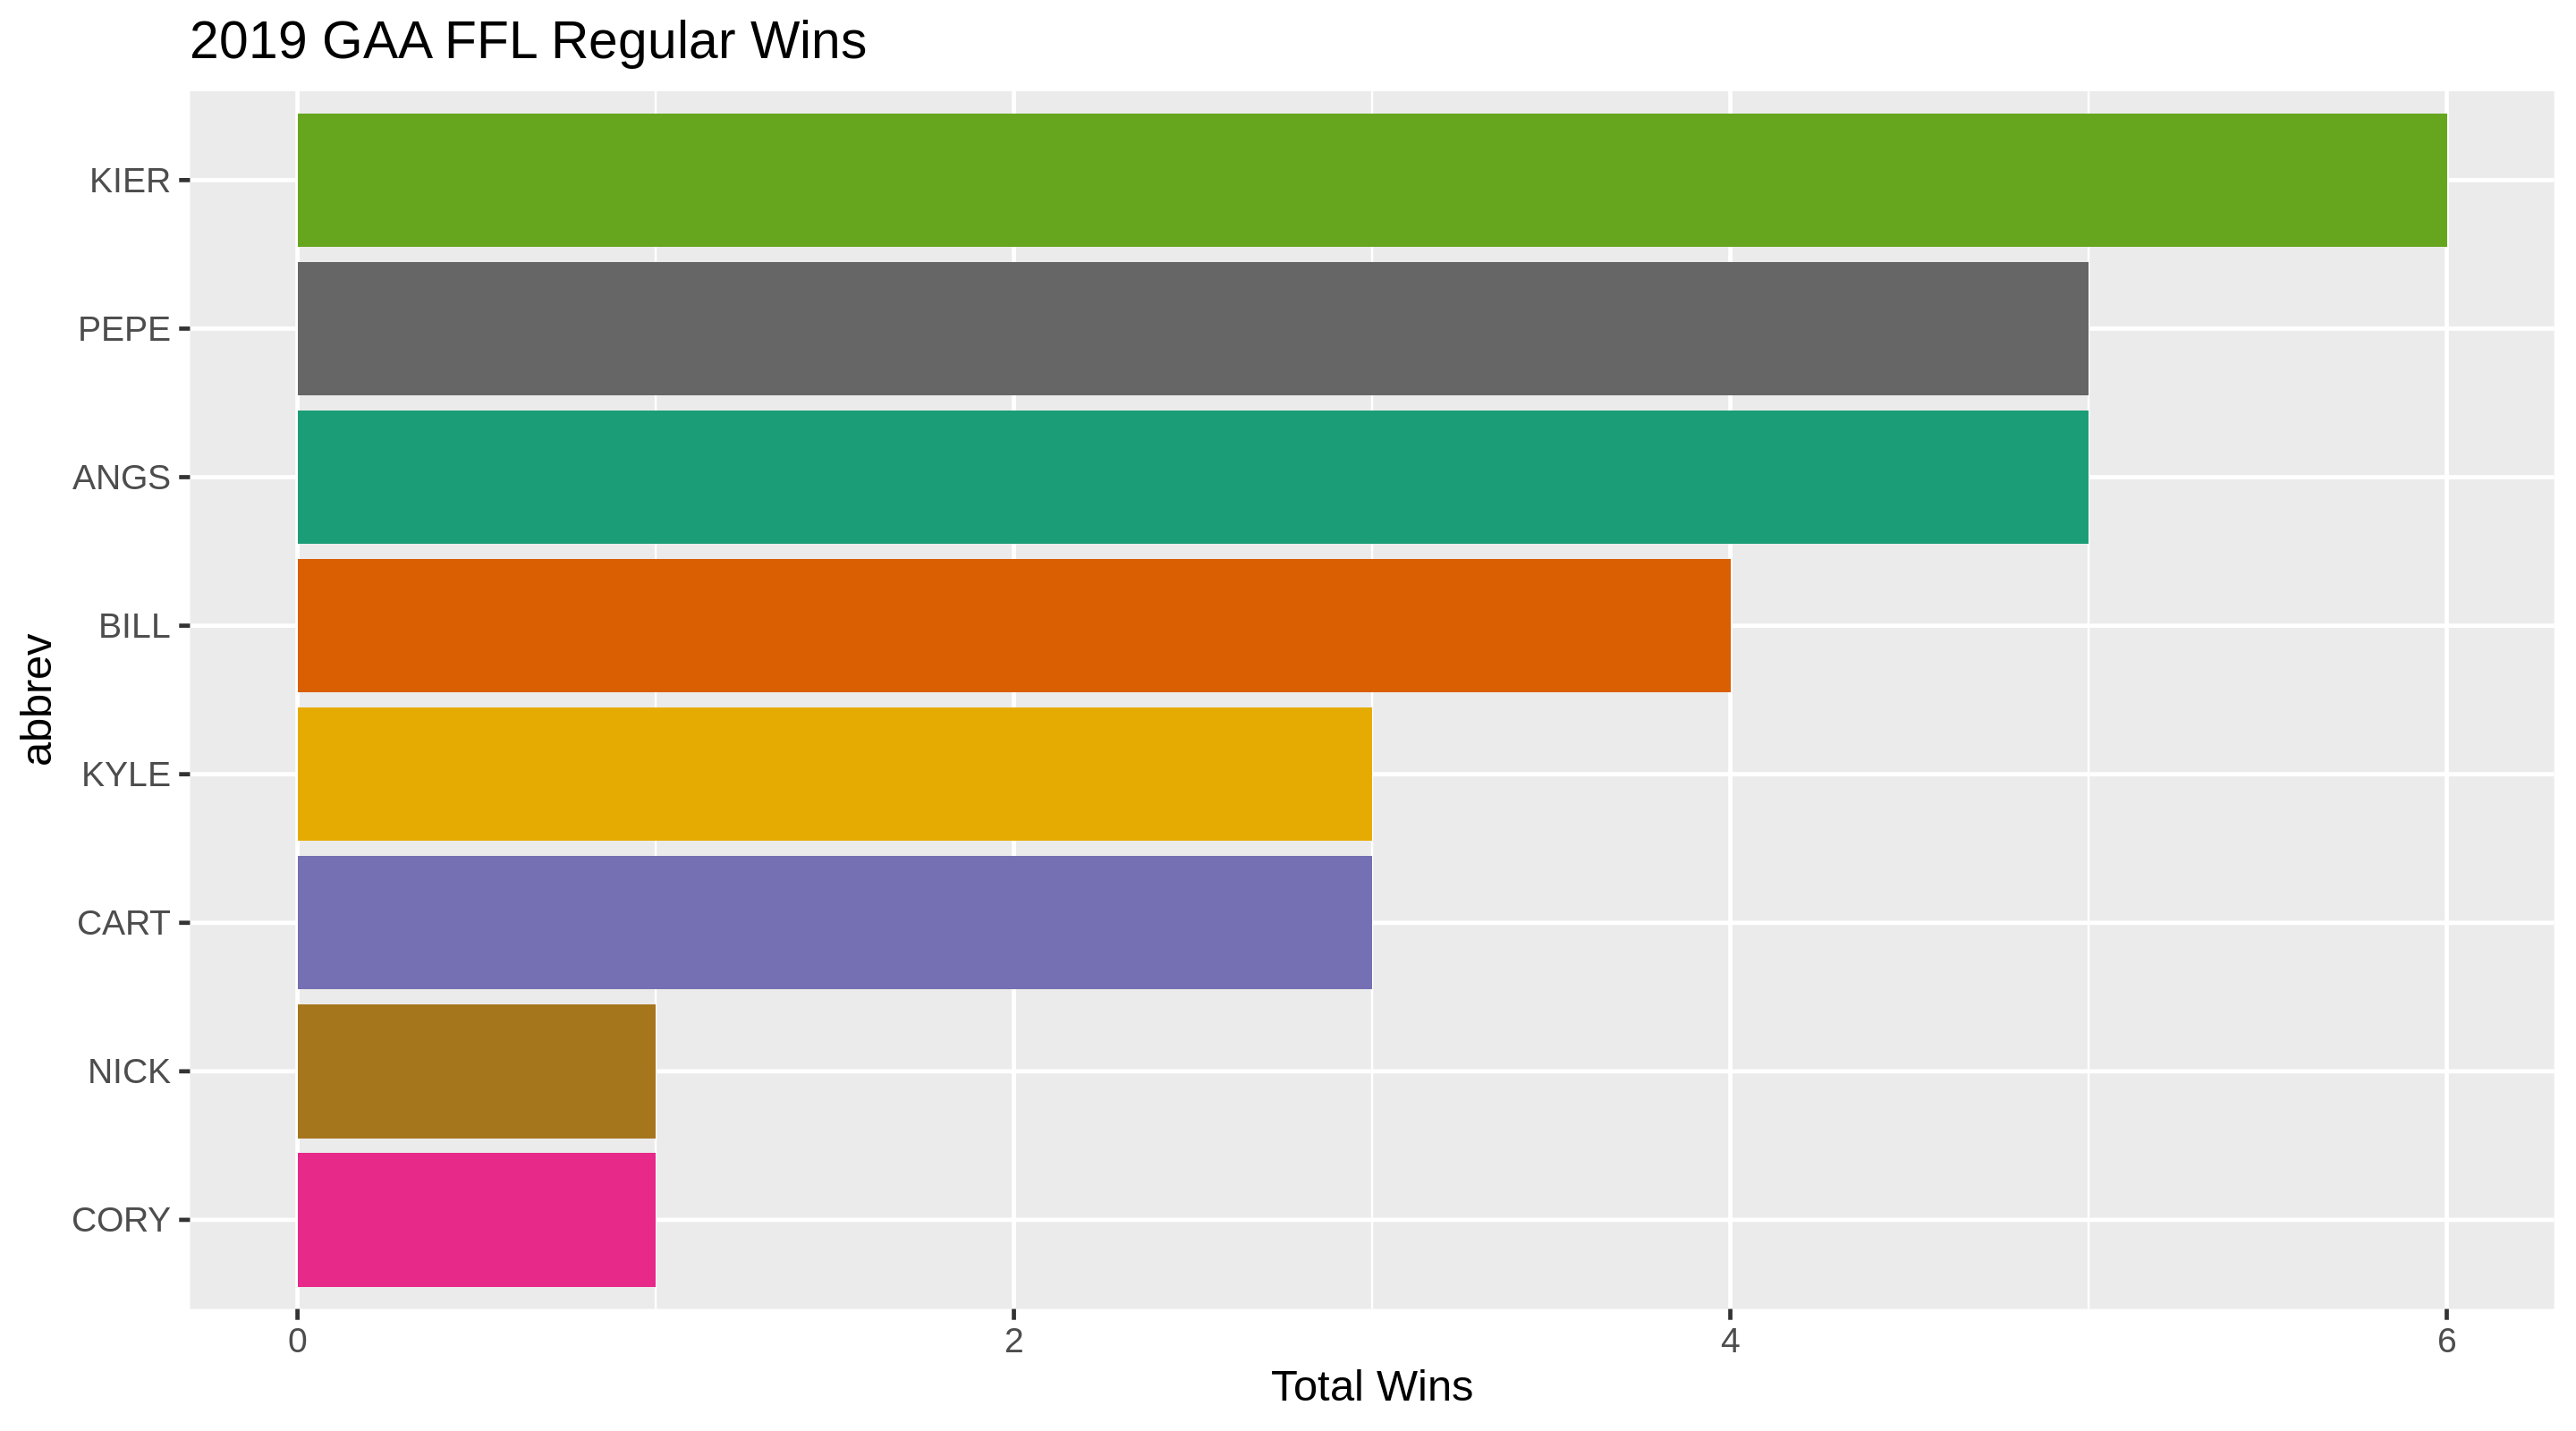 2019 GAA FFL Regular Wins
KIER
PEPE
ANGS
BILL
KYLE
CART
NICK
CORY
abbrev
0 2 4 6
Total Wins